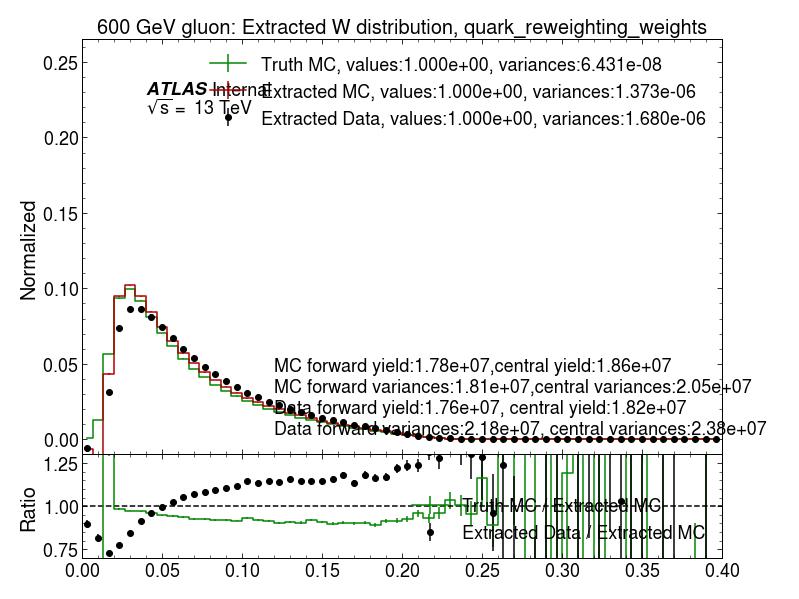 600 GeV gluon: Extracted W distribution, quark_reweighting_weights
Truth MC, values:1.000e+00, variances:6.431e-08
ATLAS Internal
Extracted MC, values:1.000e+00, variances:1.373e-06
√s = 13 TeV
Extracted Data, values:1.000e+00, variances:1.680e-06
Normalized
0.25
0.20
0.15
0.10
0.05
0.00
MC forward yield:1.78e+07,central yield:1.86e+07
MC forward variances:1.81e+07,central variances:2.05e+07
Data forward yield:1.76e+07, central yield:1.82e+07
Data forward variances:2.18e+07, central variances:2.38e+07
Ratio
1.25
1.00
0.75
Truth MC / Extracted MC
Extracted Data / Extracted MC
0.00 0.05 0.10 0.15 0.20 0.25 0.30 0.35 0.40